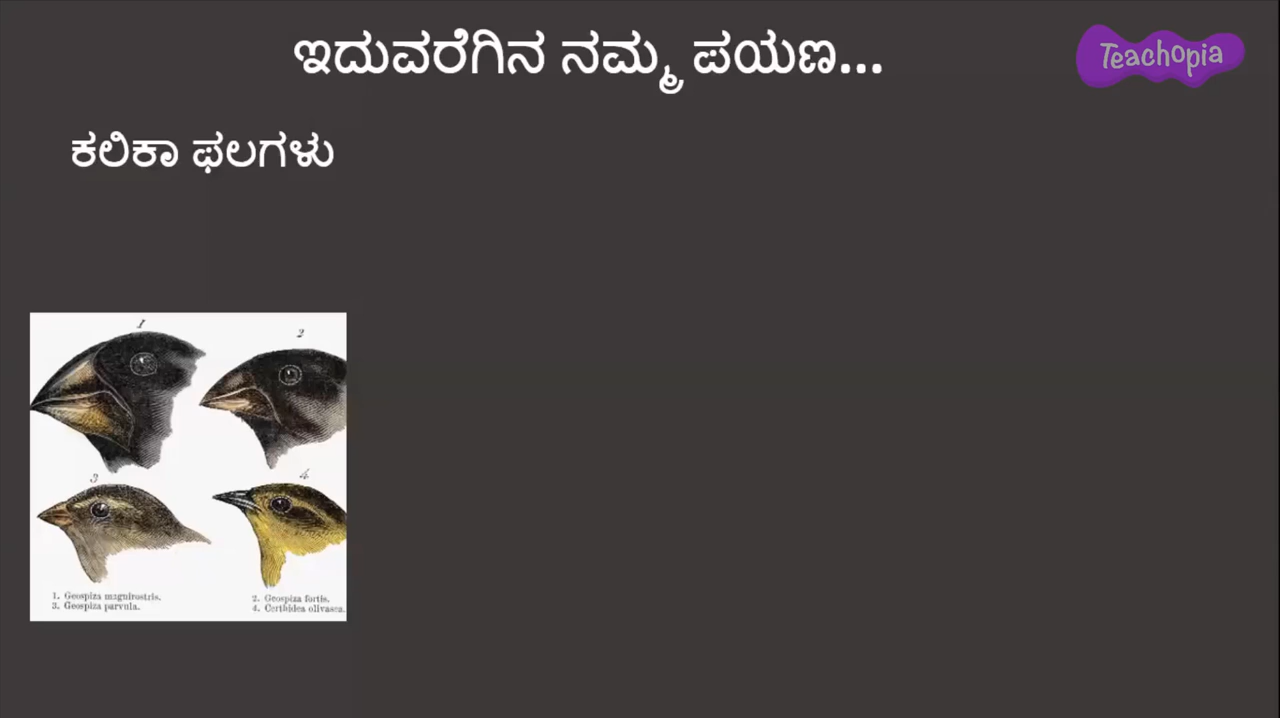 ಇದುವರೆಗಿನ ನಮ್ಮ ಪಯಣ...
Teachopia
ಕಲಿಕಾ ಫಲಗಳು
1
2
3
4
1. Geospiza magnirostris. 2. Geospiza fortis.
3. Geospiza parvula. 4. Certhidea olivasea.